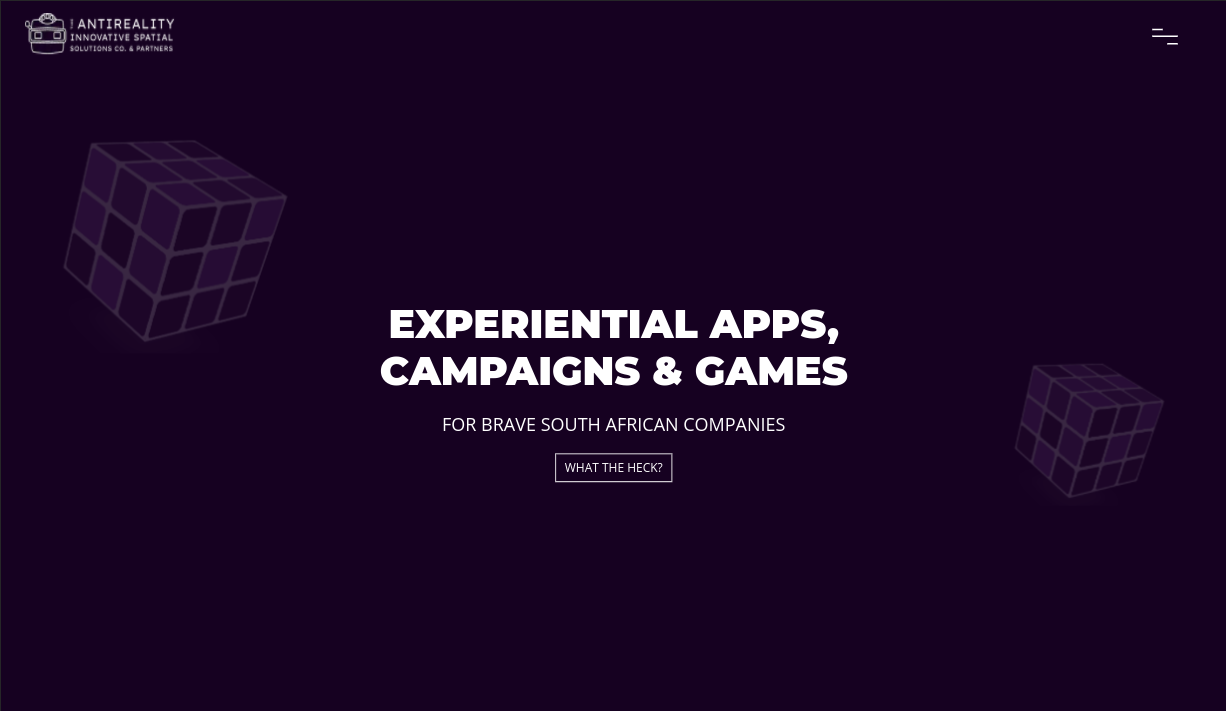 ANTIREALITY
INNOVATIVE SPATIAL
SOLUTIONS CO. & PARTNERS
EXPERIENTIAL APPS,
CAMPAIGNS & GAMES
FOR BRAVE SOUTH AFRICAN COMPANIES
WHAT THE HECK?